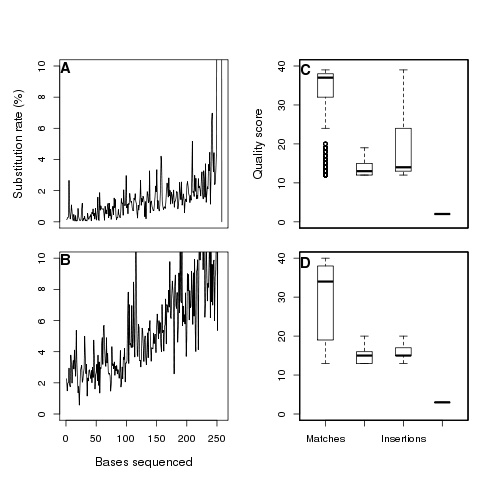 A
10
8
6
4
2
0
Substitution rate (%)
C
40
30
20
10
0
Quality score
B
10
8
6
4
2
0
0 50 100 150 200 250
Bases sequenced
D
40
30
20
10
0
Matches Insertions